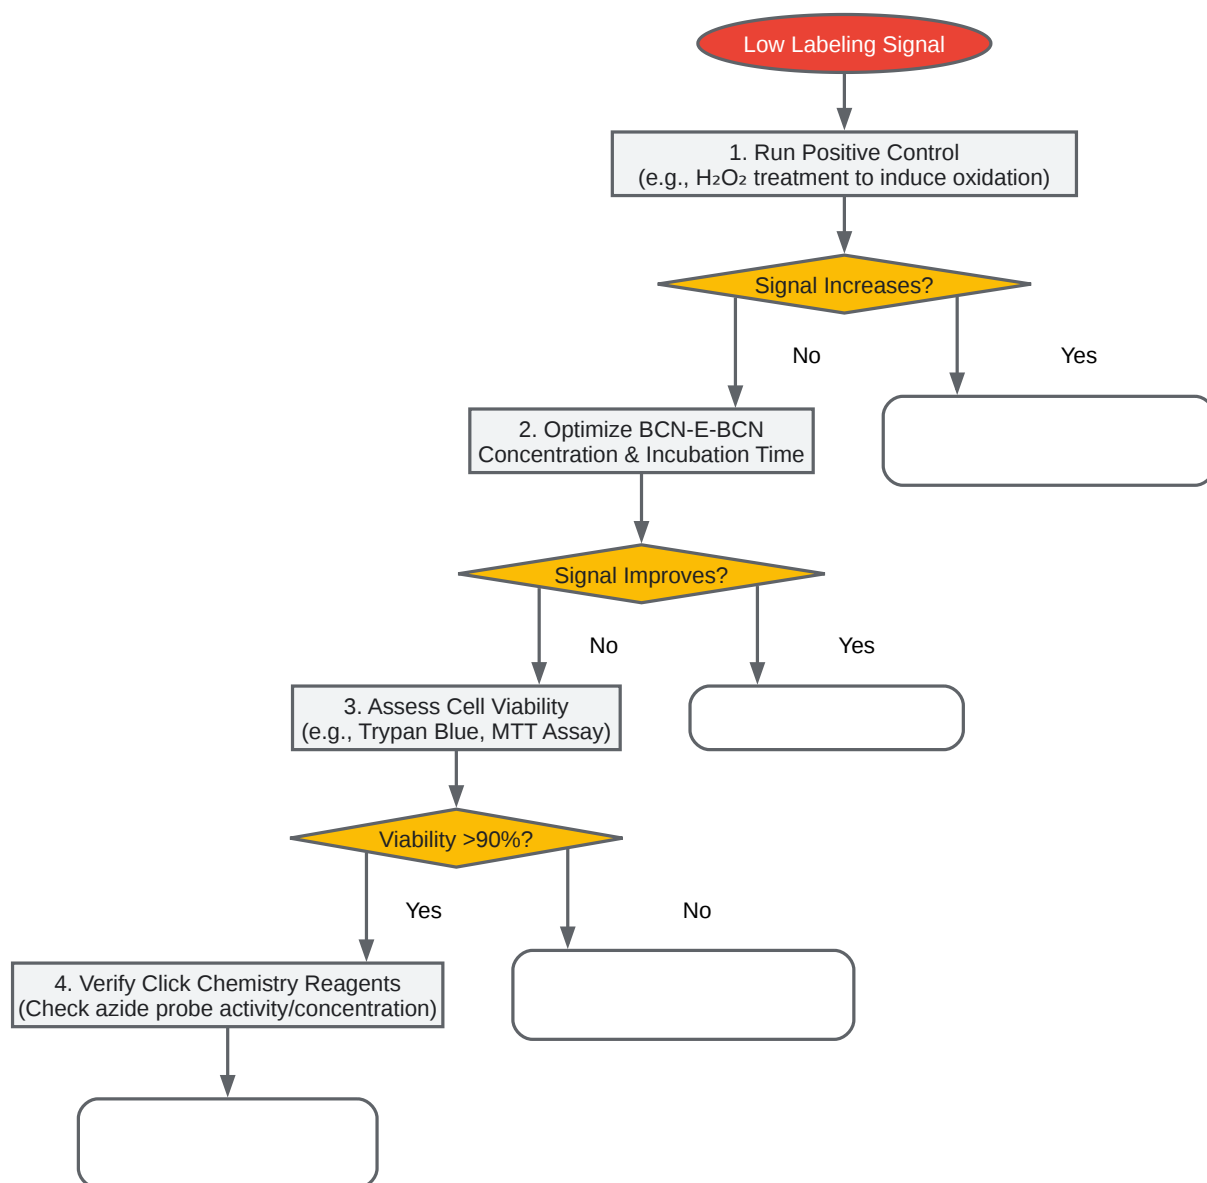 Low Labeling Signal
1. Run Positive Control
(e.g., H₂O₂ treatment to induce oxidation)
Signal Increases?
No
Yes
2. Optimize BCN-E-BCN
Concentration & Incubation Time
Signal Improves?
No
Yes
3. Assess Cell Viability
(e.g., Trypan Blue, MTT Assay)
Viability >90%?
Yes
No
4. Verify Click Chemistry Reagents
(Check azide probe activity/concentration)